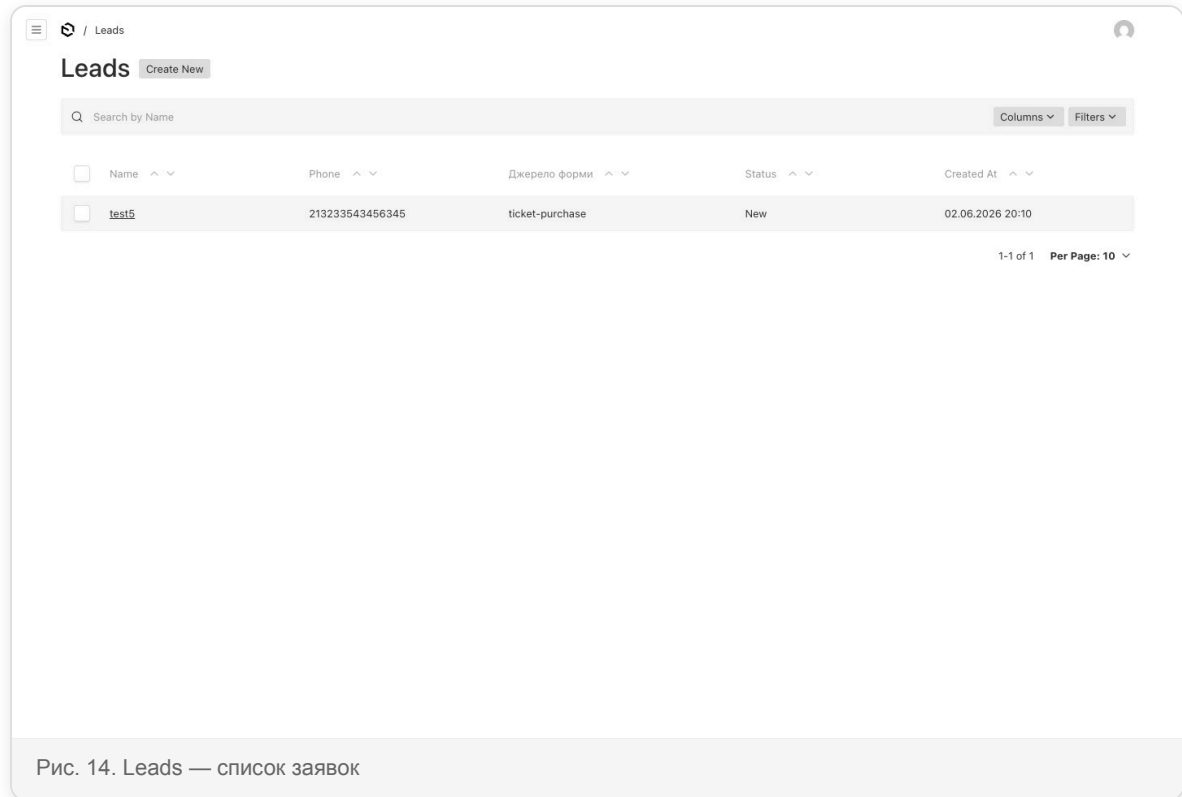 / Leads
Leads Create New
Search by Name Columns Filters
Name Phone Джерело форми Status Created At
test5 213233543456345 ticket-purchase New 02.06.2026 20:10
1-1 of 1 Per Page: 10
Рис. 14. Leads — список заявок